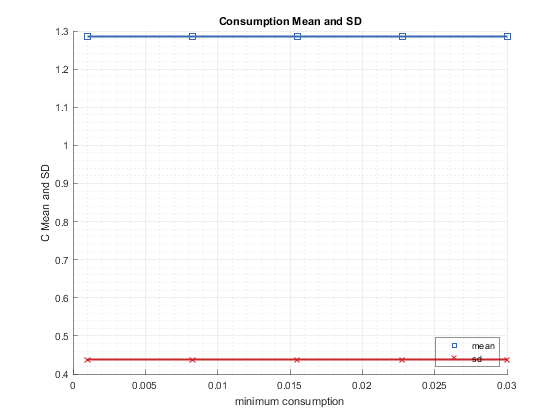 Consumption Mean and SD
1.3
1.2
1.1
1
0.9
0.8
0.7
0.6
0.5
0.4
C Mean and SD
mean
sd
0 0.005 0.01 0.015 0.02 0.025 0.03
minimum consumption